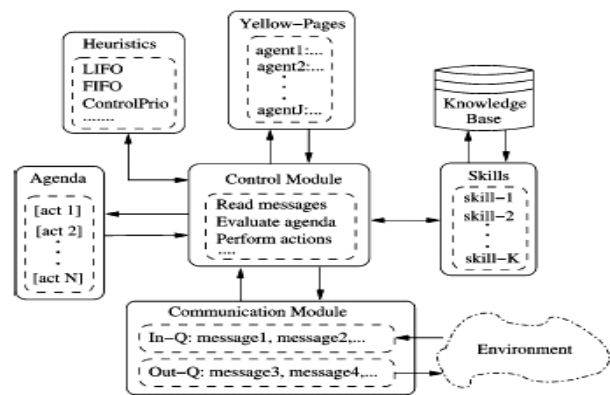 Yellow-Pages
agent1:...
agent2:...
.
.
agentJ:...
Heuristics
LIFO
FIFO
ControlPrio
........
Knowledge
Base
Agenda
[act 1]
[act 2]
.
.
[act N]
Control Module
Read messages
Evaluate agenda
Perform actions
....
Skills
skill-1
skill-2
.
.
skill-K
Communication Module
In-Q: message1, message2,...
Out-Q: message3, message4,...
Environment